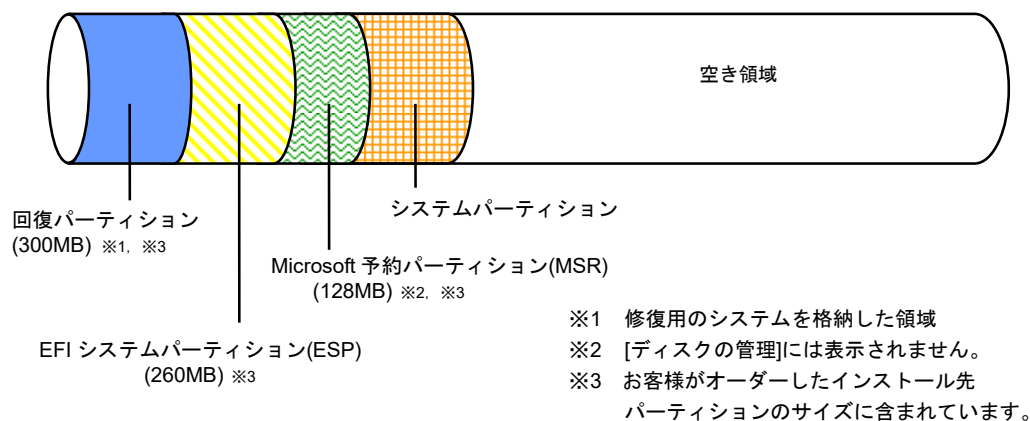 空き領域
システムパーティション
回復パーティション
(300MB) ※1, ※3
Microsoft 予約パーティション(MSR)
(128MB) ※2, ※3
EFI システムパーティション(ESP)
(260MB) ※3
※1 修復用のシステムを格納した領域
※2 [ディスクの管理]には表示されません。
※3 お客様がオーダーしたインストール先
パーティションのサイズに含まれています。